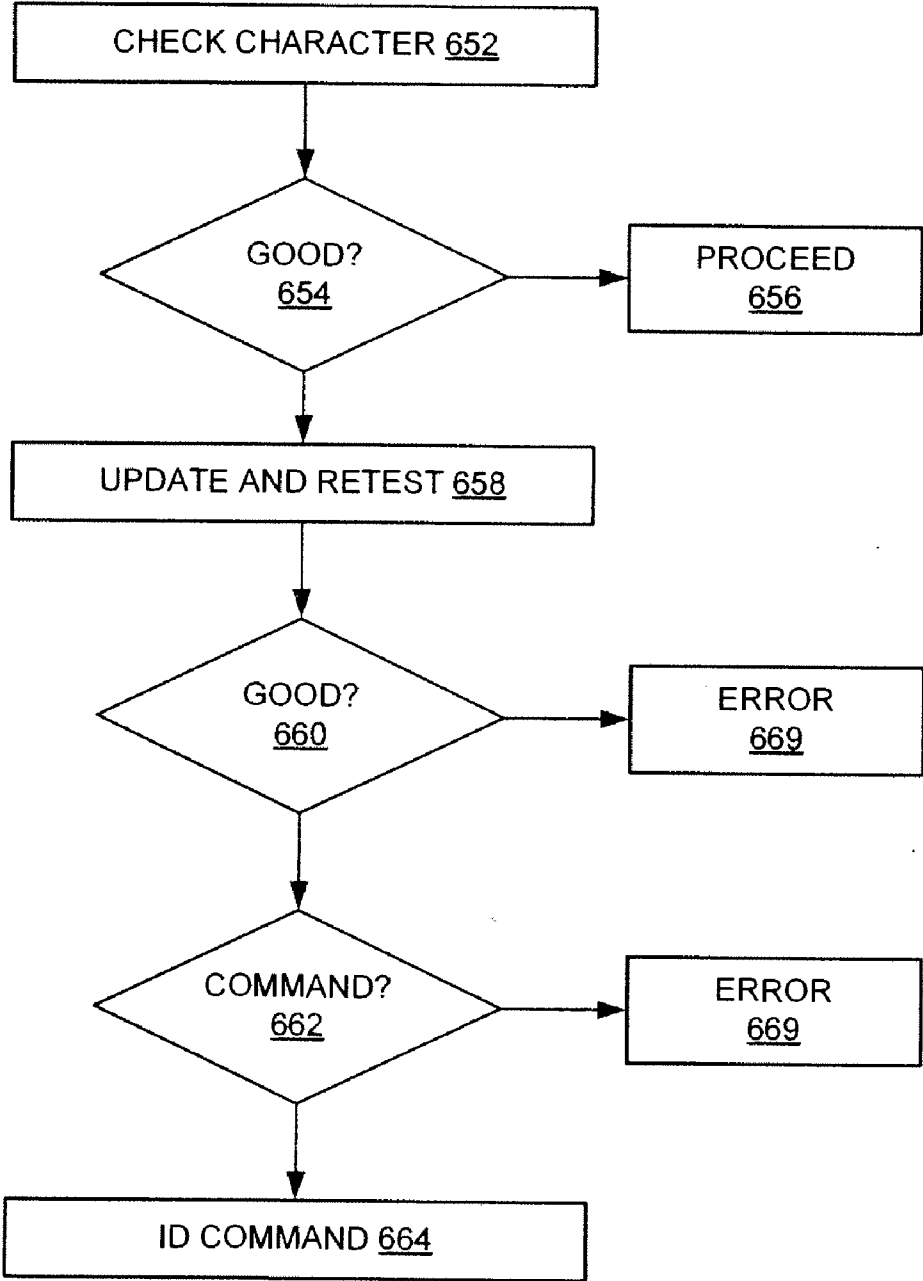 CHECK CHARACTER 652
GOOD?
654
PROCEED
656
UPDATE AND RETEST 658
GOOD?
660
ERROR
669
COMMAND?
662
ERROR
669
ID COMMAND 664